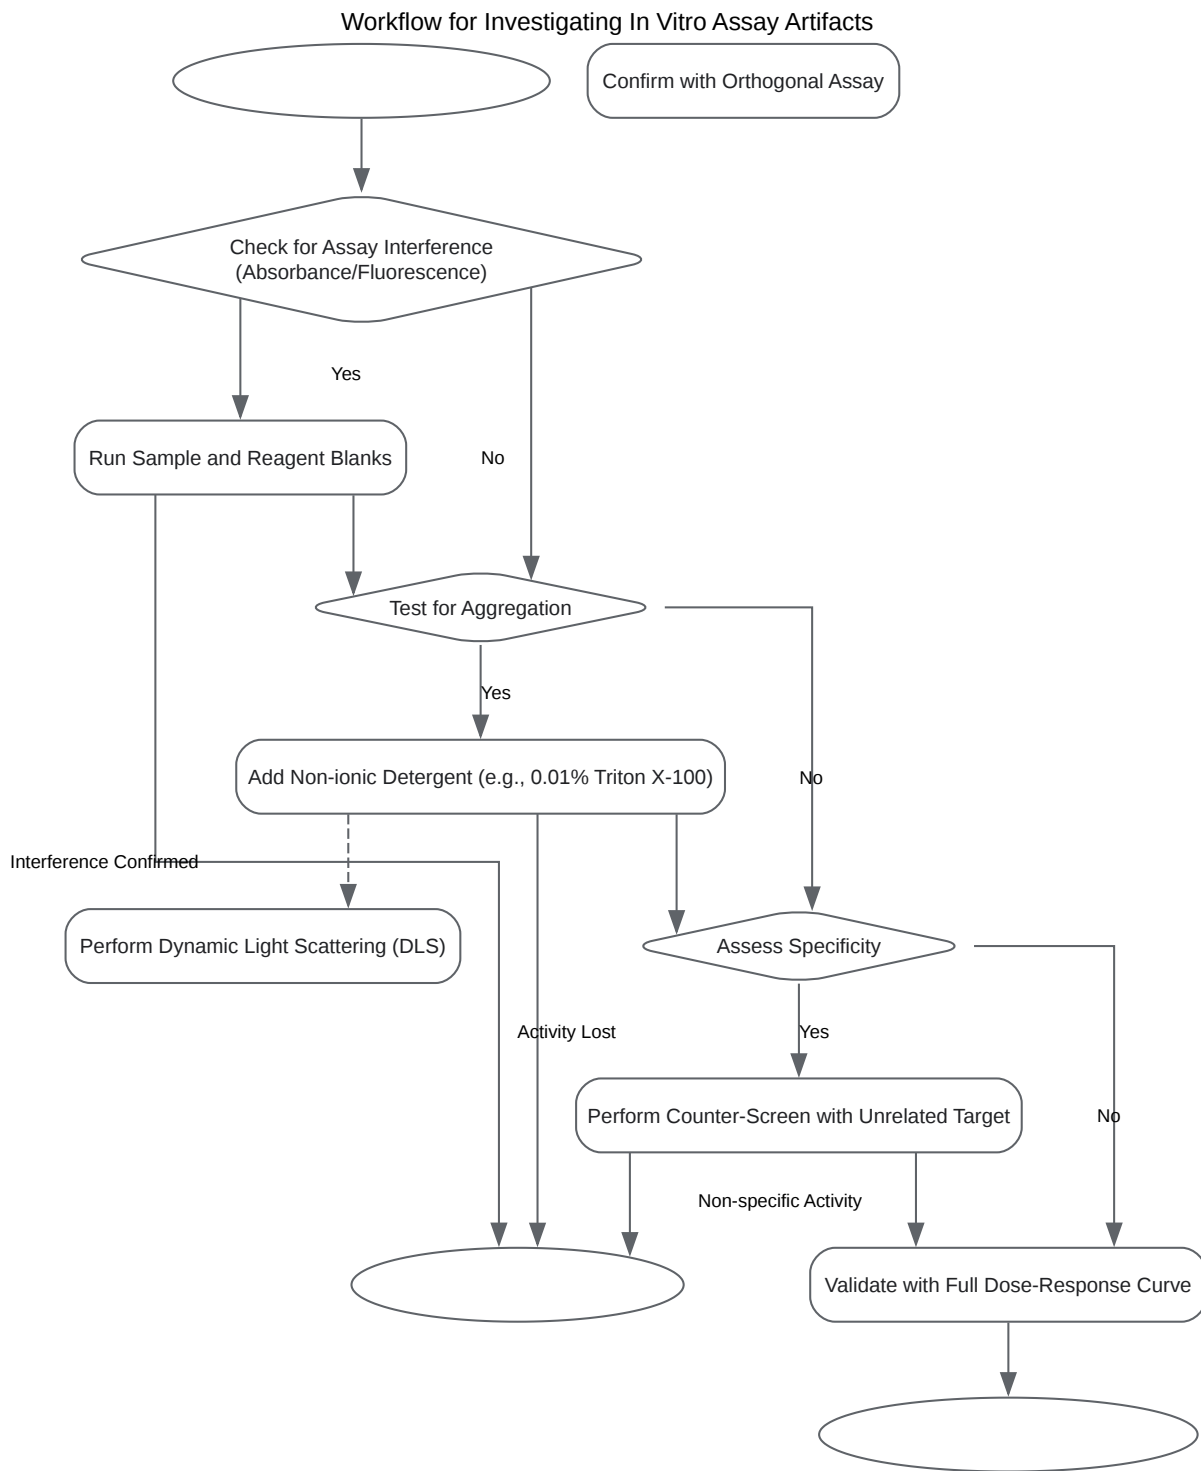 Workflow for Investigating In Vitro Assay Artifacts
Confirm with Orthogonal Assay
Check for Assay Interference
(Absorbance/Fluorescence)
Yes
Run Sample and Reagent Blanks
No
Test for Aggregation
Yes
Add Non-ionic Detergent (e.g., 0.01% Triton X-100)
No
Interference Confirmed
Perform Dynamic Light Scattering (DLS)
Assess Specificity
Activity Lost
Yes
Perform Counter-Screen with Unrelated Target
No
Non-specific Activity
Validate with Full Dose-Response Curve